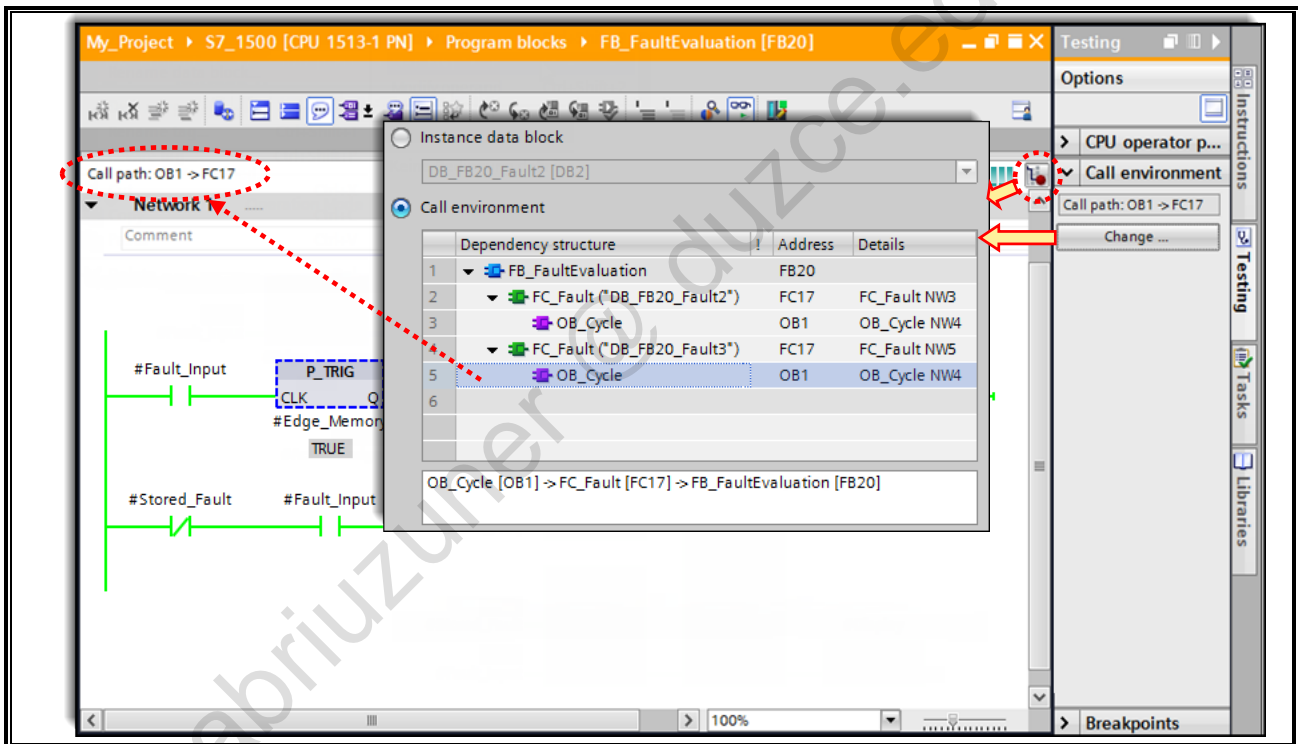 My_Project ▸ S7_1500 [CPU 1513-1 PN] ▸ Program blocks ▸ FB_FaultEvaluation [FB20]
Testing
Options
CPU operator p...
Call environment
Call path: OB1 -> FC17
Change ...
Breakpoints
Instructions
Testing
Tasks
Libraries
Call path: OB1 -> FC17
Network 1: .....
Comment
#Fault_Input
P_TRIG
CLK Q
#Edge_Memory
TRUE
#Stored_Fault #Fault_Input
Instance data block
DB_FB20_Fault2 [DB2]
Call environment
Dependency structure ! Address Details
1 FB_FaultEvaluation FB20
2 FC_Fault ("DB_FB20_Fault2") FC17 FC_Fault NW3
3 OB_Cycle OB1 OB_Cycle NW4
4 FC_Fault ("DB_FB20_Fault3") FC17 FC_Fault NW5
5 OB_Cycle OB1 OB_Cycle NW4
6
OB_Cycle [OB1] -> FC_Fault [FC17] -> FB_FaultEvaluation [FB20]
100%
abriuzuner @ duzce.ed